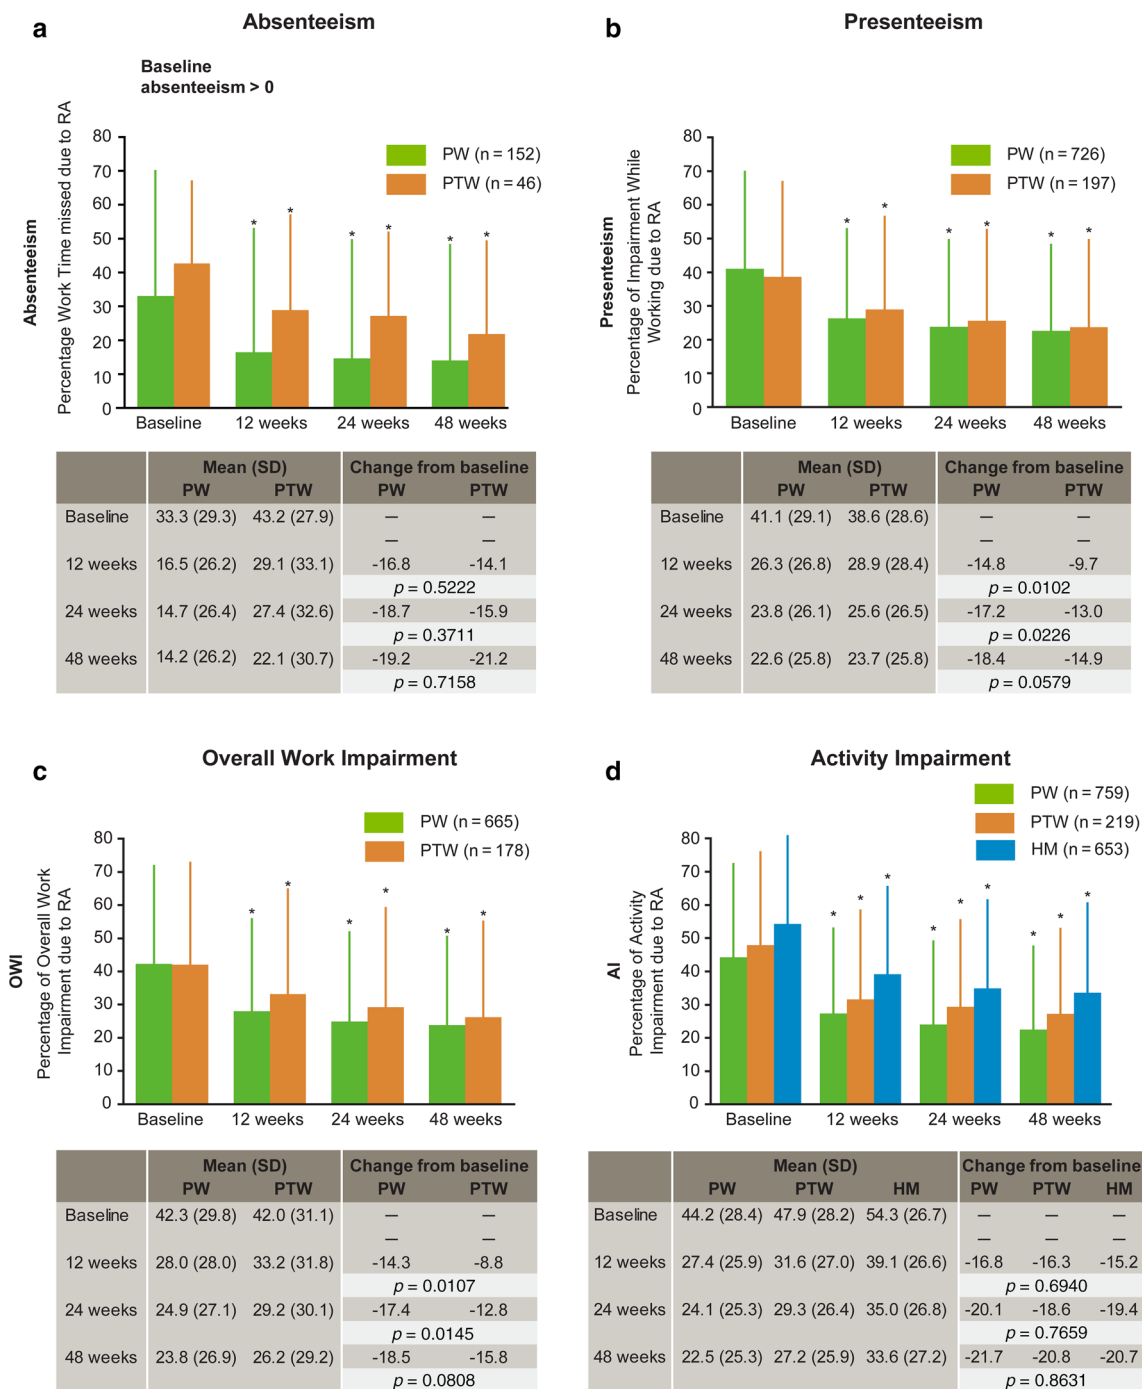 a
Absenteeism
Baseline
absenteeism > 0
Absenteeism
Percentage Work Time missed due to RA
80
70
60
50
40
30
20
10
0
PW (n = 152)
PTW (n = 46)
* * * * * *
Baseline 12 weeks 24 weeks 48 weeks
Mean (SD) Change from baseline
PW PTW PW PTW
Baseline 33.3 (29.3) 43.2 (27.9) — —
— —
12 weeks 16.5 (26.2) 29.1 (33.1) -16.8 -14.1
p = 0.5222
24 weeks 14.7 (26.4) 27.4 (32.6) -18.7 -15.9
p = 0.3711
48 weeks 14.2 (26.2) 22.1 (30.7) -19.2 -21.2
p = 0.7158
b
Presenteeism
Presenteeism
Percentage of Impairment While
Working due to RA
80
70
60
50
40
30
20
10
0
PW (n = 726)
PTW (n = 197)
* * * * * *
Baseline 12 weeks 24 weeks 48 weeks
Mean (SD) Change from baseline
PW PTW PW PTW
Baseline 41.1 (29.1) 38.6 (28.6) — —
— —
12 weeks 26.3 (26.8) 28.9 (28.4) -14.8 -9.7
p = 0.0102
24 weeks 23.8 (26.1) 25.6 (26.5) -17.2 -13.0
p = 0.0226
48 weeks 22.6 (25.8) 23.7 (25.8) -18.4 -14.9
p = 0.0579
c
Overall Work Impairment
OWI
Percentage of Overall Work
Impairment due to RA
80
70
60
50
40
30
20
10
0
PW (n = 665)
PTW (n = 178)
* * * * * *
Baseline 12 weeks 24 weeks 48 weeks
Mean (SD) Change from baseline
PW PTW PW PTW
Baseline 42.3 (29.8) 42.0 (31.1) — —
— —
12 weeks 28.0 (28.0) 33.2 (31.8) -14.3 -8.8
p = 0.0107
24 weeks 24.9 (27.1) 29.2 (30.1) -17.4 -12.8
p = 0.0145
48 weeks 23.8 (26.9) 26.2 (29.2) -18.5 -15.8
p = 0.0808
d
Activity Impairment
AI
Percentage of Activity
Impairment due to RA
80
70
60
50
40
30
20
10
0
PW (n = 759)
PTW (n = 219)
HM (n = 653)
* * * * * * * * *
Baseline 12 weeks 24 weeks 48 weeks
Mean (SD) Change from baseline
PW PTW HM PW PTW HM
Baseline 44.2 (28.4) 47.9 (28.2) 54.3 (26.7) — — —
— — —
12 weeks 27.4 (25.9) 31.6 (27.0) 39.1 (26.6) -16.8 -16.3 -15.2
p = 0.6940
24 weeks 24.1 (25.3) 29.3 (26.4) 35.0 (26.8) -20.1 -18.6 -19.4
p = 0.7659
48 weeks 22.5 (25.3) 27.2 (25.9) 33.6 (27.2) -21.7 -20.8 -20.7
p = 0.8631